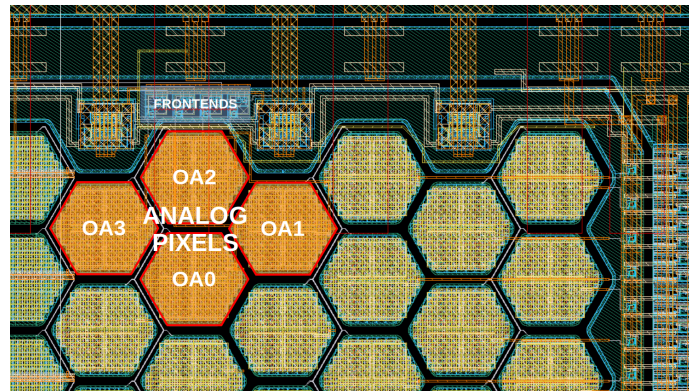 FRONTENDS
OA2
ANALOG
PIXELS
OA3
OA1
OA0